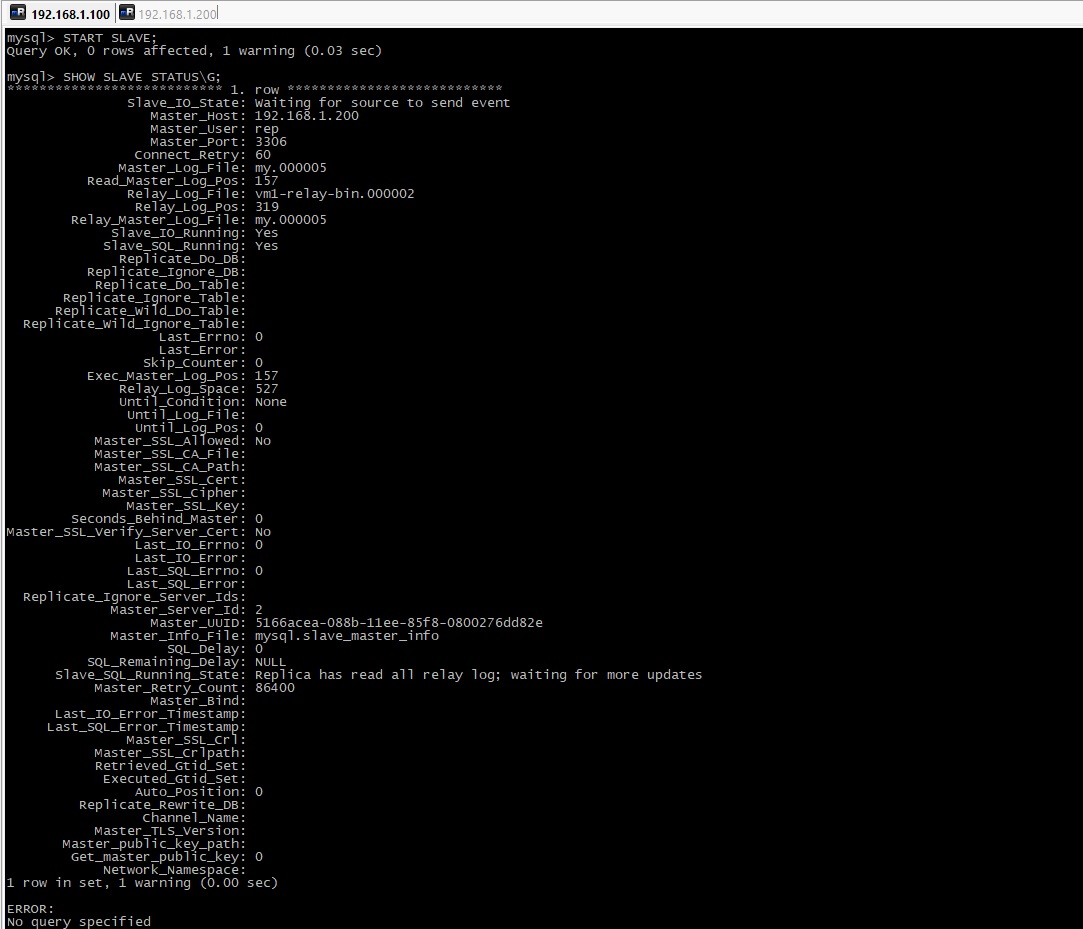 192.168.1.100 192.168.1.200
mysql> START SLAVE;
Query OK, 0 rows affected, 1 warning (0.03 sec)
mysql> SHOW SLAVE STATUS\G;
*************************** 1. row ***************************
Slave_IO_State: Waiting for source to send event
Master_Host: 192.168.1.200
Master_User: rep
Master_Port: 3306
Connect_Retry: 60
Master_Log_File: my.000005
Read_Master_Log_Pos: 157
Relay_Log_File: vm1-relay-bin.000002
Relay_Log_Pos: 319
Relay_Master_Log_File: my.000005
Slave_IO_Running: Yes
Slave_SQL_Running: Yes
Replicate_Do_DB:
Replicate_Ignore_DB:
Replicate_Do_Table:
Replicate_Ignore_Table:
Replicate_Wild_Do_Table:
Replicate_Wild_Ignore_Table:
Last_Errno: 0
Last_Error:
Skip_Counter: 0
Exec_Master_Log_Pos: 157
Relay_Log_Space: 527
Until_Condition: None
Until_Log_File:
Until_Log_Pos: 0
Master_SSL_Allowed: No
Master_SSL_CA_File:
Master_SSL_CA_Path:
Master_SSL_Cert:
Master_SSL_Cipher:
Master_SSL_Key:
Seconds_Behind_Master: 0
Master_SSL_Verify_Server_Cert: No
Last_IO_Errno: 0
Last_IO_Error:
Last_SQL_Errno: 0
Last_SQL_Error:
Replicate_Ignore_Server_Ids:
Master_Server_Id: 2
Master_UUID: 5166acea-088b-11ee-85f8-0800276dd82e
Master_Info_File: mysql.slave_master_info
SQL_Delay: 0
SQL_Remaining_Delay: NULL
Slave_SQL_Running_State: Replica has read all relay log; waiting for more updates
Master_Retry_Count: 86400
Master_Bind:
Last_IO_Error_Timestamp:
Last_SQL_Error_Timestamp:
Master_SSL_Crl:
Master_SSL_Crlpath:
Retrieved_Gtid_Set:
Executed_Gtid_Set:
Auto_Position: 0
Replicate_Rewrite_DB:
Channel_Name:
Master_TLS_Version:
Master_public_key_path:
Get_master_public_key: 0
Network_Namespace:
1 row in set, 1 warning (0.00 sec)
ERROR:
No query specified